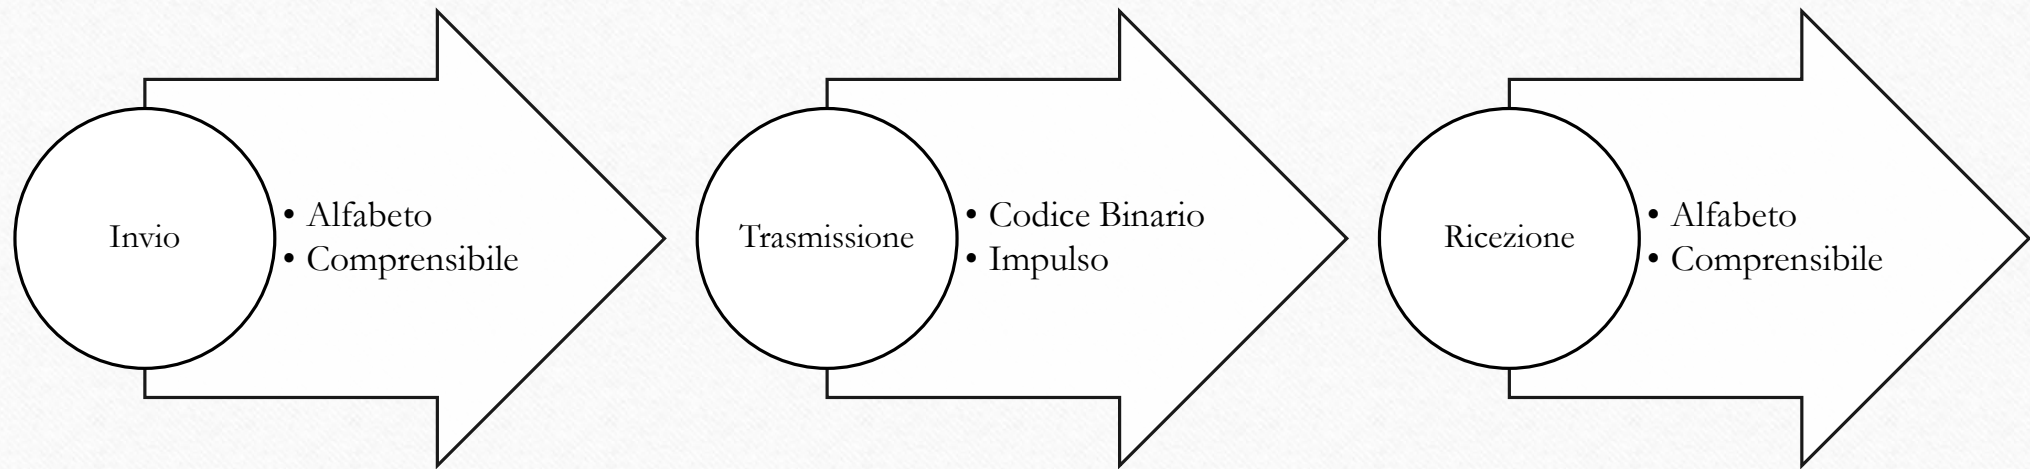 Invio
• Alfabeto
• Comprensibile
Trasmissione
• Codice Binario
• Impulso
Ricezione
• Alfabeto
• Comprensibile